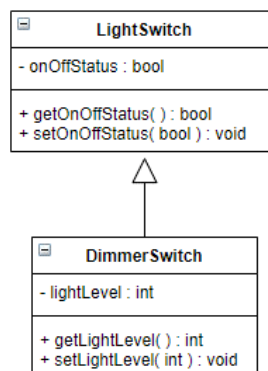 LightSwitch
- onOffStatus : bool
+ getOnOffStatus( ) : bool
+ setOnOffStatus( bool ) : void
DimmerSwitch
- lightLevel : int
+ getLightLevel( ) : int
+ setLightLevel( int ) : void